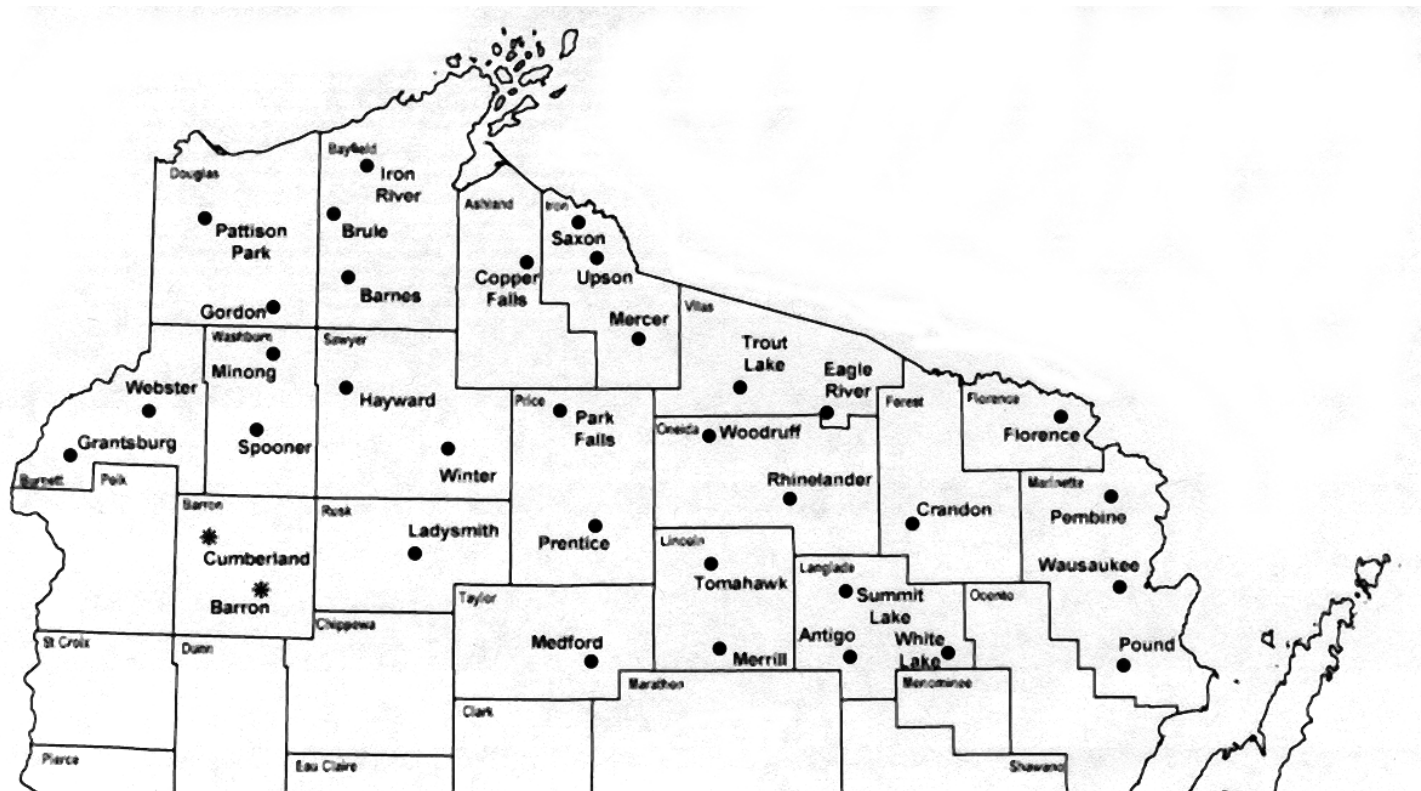 Bayfield
Iron
River
Douglas
Ashland
Iron
Pattison
Park
Brule
Saxon
Copper
Falls
Upson
Barnes
Gordon
Mercer
Vilas
Washburn
Minong
Sawyer
Trout
Lake
Eagle
River
Webster
Hayward
Price
Park
Falls
Forest
Florence
Florence
Grantsburg
Spooner
Oneida
Woodruff
Burnett
Polk
Winter
Rhinelander
Marinette
Pembine
Barron
Rusk
Crandon
Cumberland
Ladysmith
Prentice
Lincoln
Wausaukee
Tomahawk
Langlade
Barron
Taylor
Summit
Lake
Oconto
Chippewa
St Croix
Dunn
Medford
Merrill
Antigo
White
Lake
Pound
Marathon
Menominee
Clark
Pierce
Eau Claire
Shawano